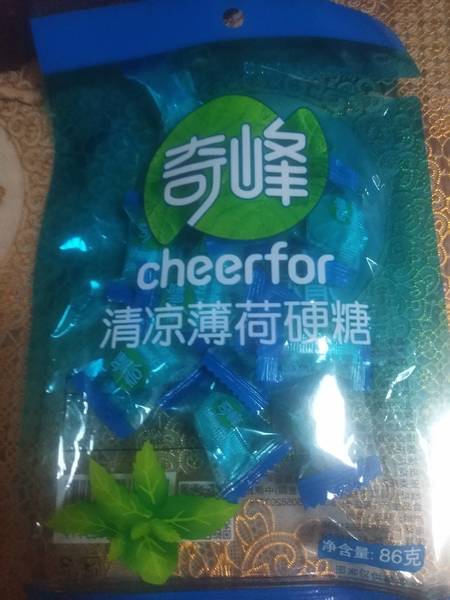 奇峰
cheerfor
清凉薄荷硬糖
净含量: 86克